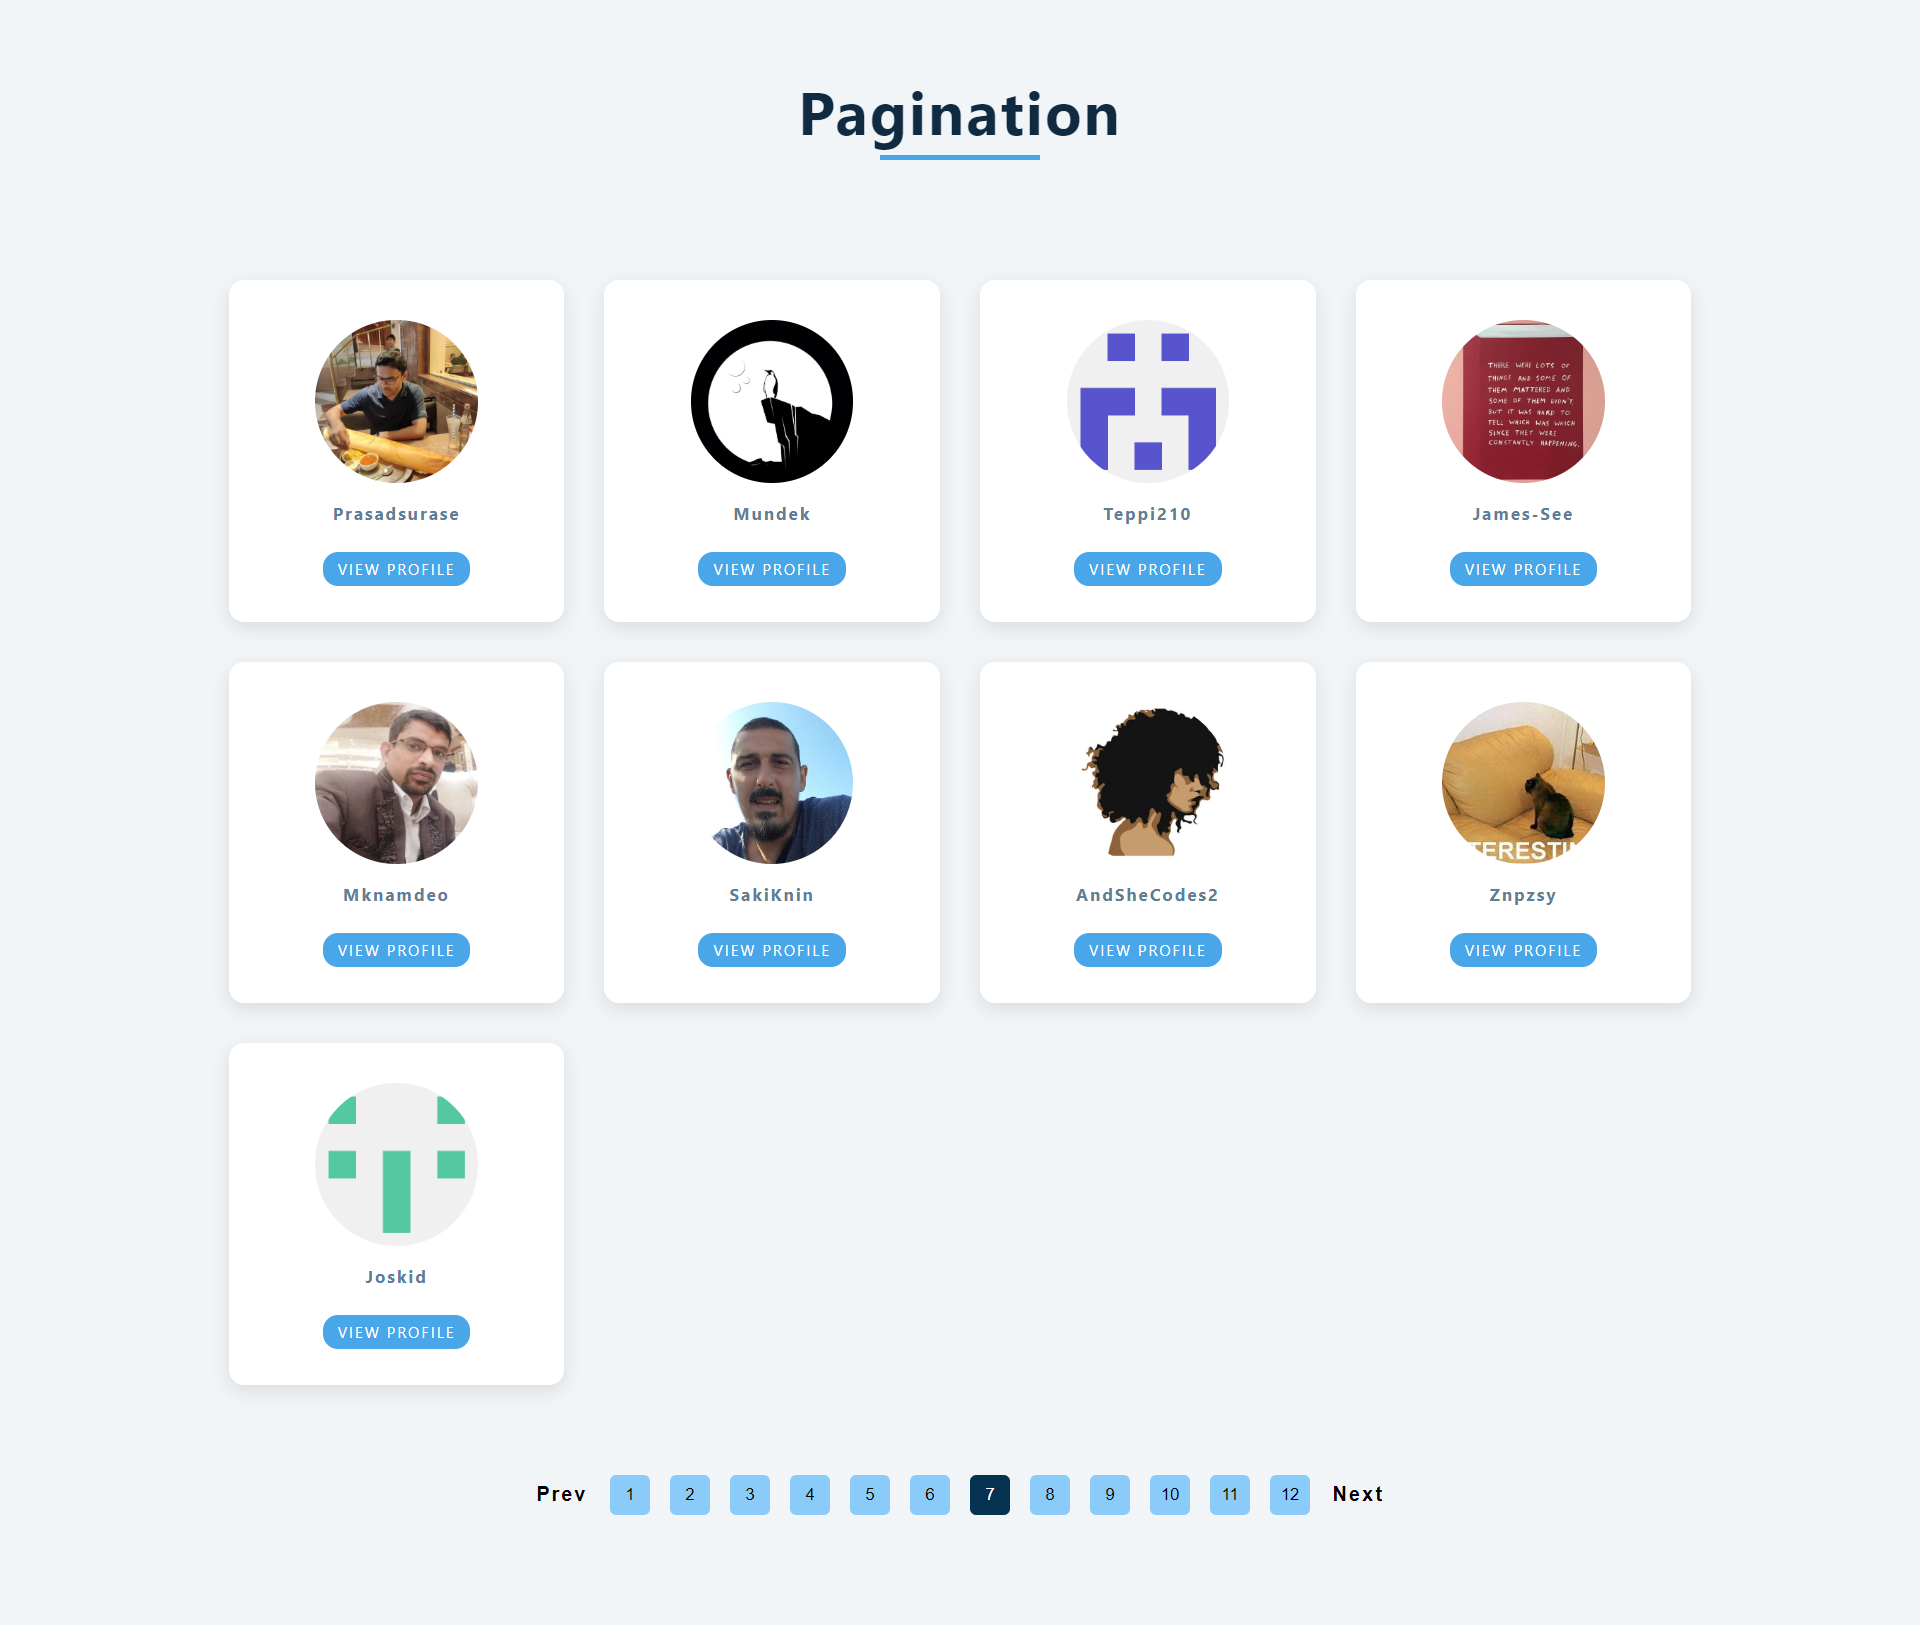 Pagination
THERE WERE LOTS OF
THINGS AND SOME OF
THEM MATTERED AND
SOME OF THEM DIDN'T,
BUT IT WAS HARD TO
TELL WHICH WAS WHICH
SINCE THEY WERE
CONSTANTLY HAPPENING.
Prasadsurase
Mundek
Teppi210
James-See
VIEW PROFILE
VIEW PROFILE
VIEW PROFILE
VIEW PROFILE
TERESTI
Mknamdeo
SakiKnin
AndSheCodes2
Znpzsy
VIEW PROFILE
VIEW PROFILE
VIEW PROFILE
VIEW PROFILE
Joskid
VIEW PROFILE
Prev 1 2 3 4 5 6 7 8 9 10 11 12 Next